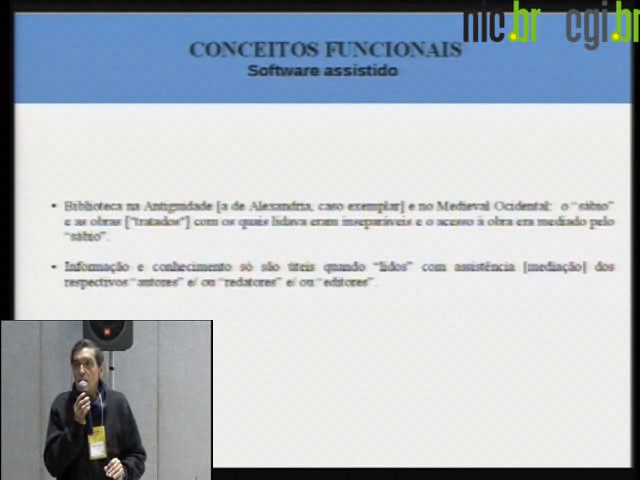 nic.br cgi.br
CONCEITOS FUNCIONAIS
Software assistido
• Biblioteca na Antiguidade [a de Alexandria, caso exemplar] e no Medieval Ocidental: o “sábio”
e as obras ["tratados"] com os quais lidava eram inseparáveis e o acesso à obra era mediado pelo
“sábio”.
• Informação e conhecimento só são úteis quando “lidos” com assistência [mediação] dos
respectivos “autores” e/ ou “redatores” e/ ou “editores”.